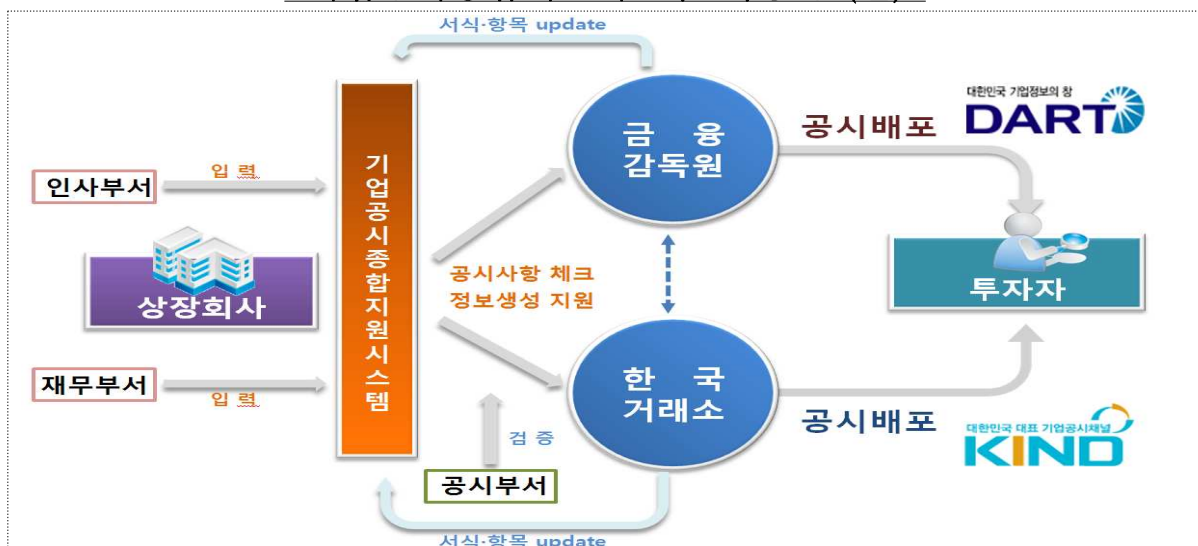 서식·항목 update
대한민국 기업정보의 창
DART
공시배포
금 융
감독원
기업공시종합지원시스템
입 력
인사부서
상장회사
공시사항 체크
정보생성 지원
투자자
재무부서
입 력
한 국
거래소
공시배포
대한민국 대표 기업공시채널
KIND
검 증
공시부서
서식·항목 update